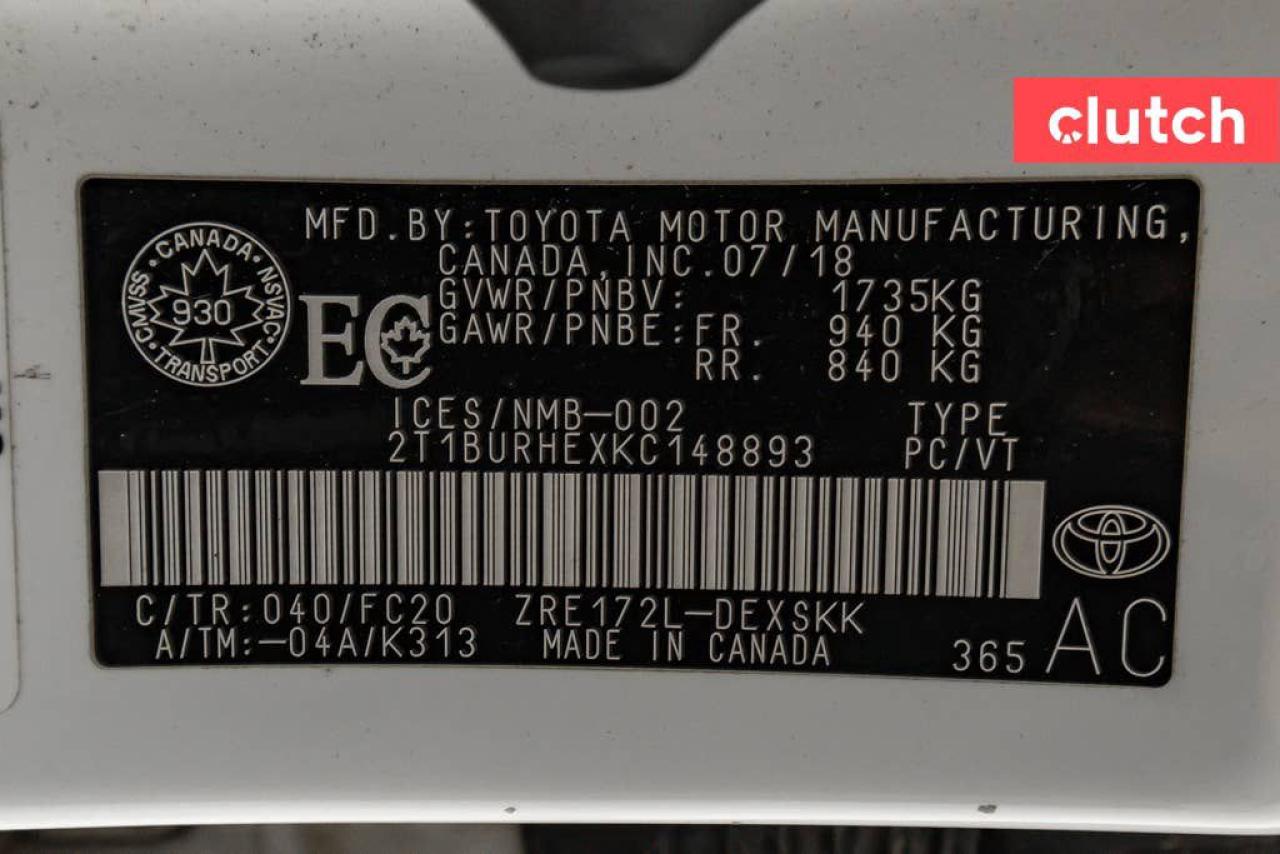 clutch
MFD.BY:TOYOTA MOTOR MANUFACTURING,
CANADA,INC.07/18
GVWR/PNBV: 1735KG
GAWR/PNBE:FR. 940 KG
RR. 840 KG
CANADA • NSVAC • TRANSPORT • CMVSS •
930
EC
ICES/NMB-002 TYPE
2T1BURHEXKC148893 PC/VT
C/TR:040/FC20 ZRE172L-DEXSKK
A/TM:-04A/K313 MADE IN CANADA
365 AC